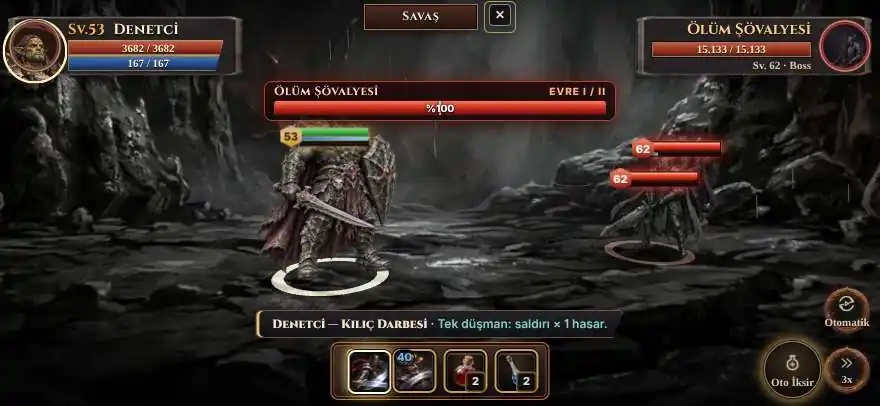 SAVAŞ
✕
Sv.53 DENETCİ
3682 / 3682
167 / 167
ÖLÜM ŞÖVALYESİ
15,133 / 15,133
Sv. 62 · Boss
ÖLÜM ŞÖVALYESİ EVRE I / II
%100
53
62
62
DENETCİ — KILIÇ DARBESİ · Tek düşman: saldırı × 1 hasar.
40
2
2
Otomatik
Oto İksir
3x